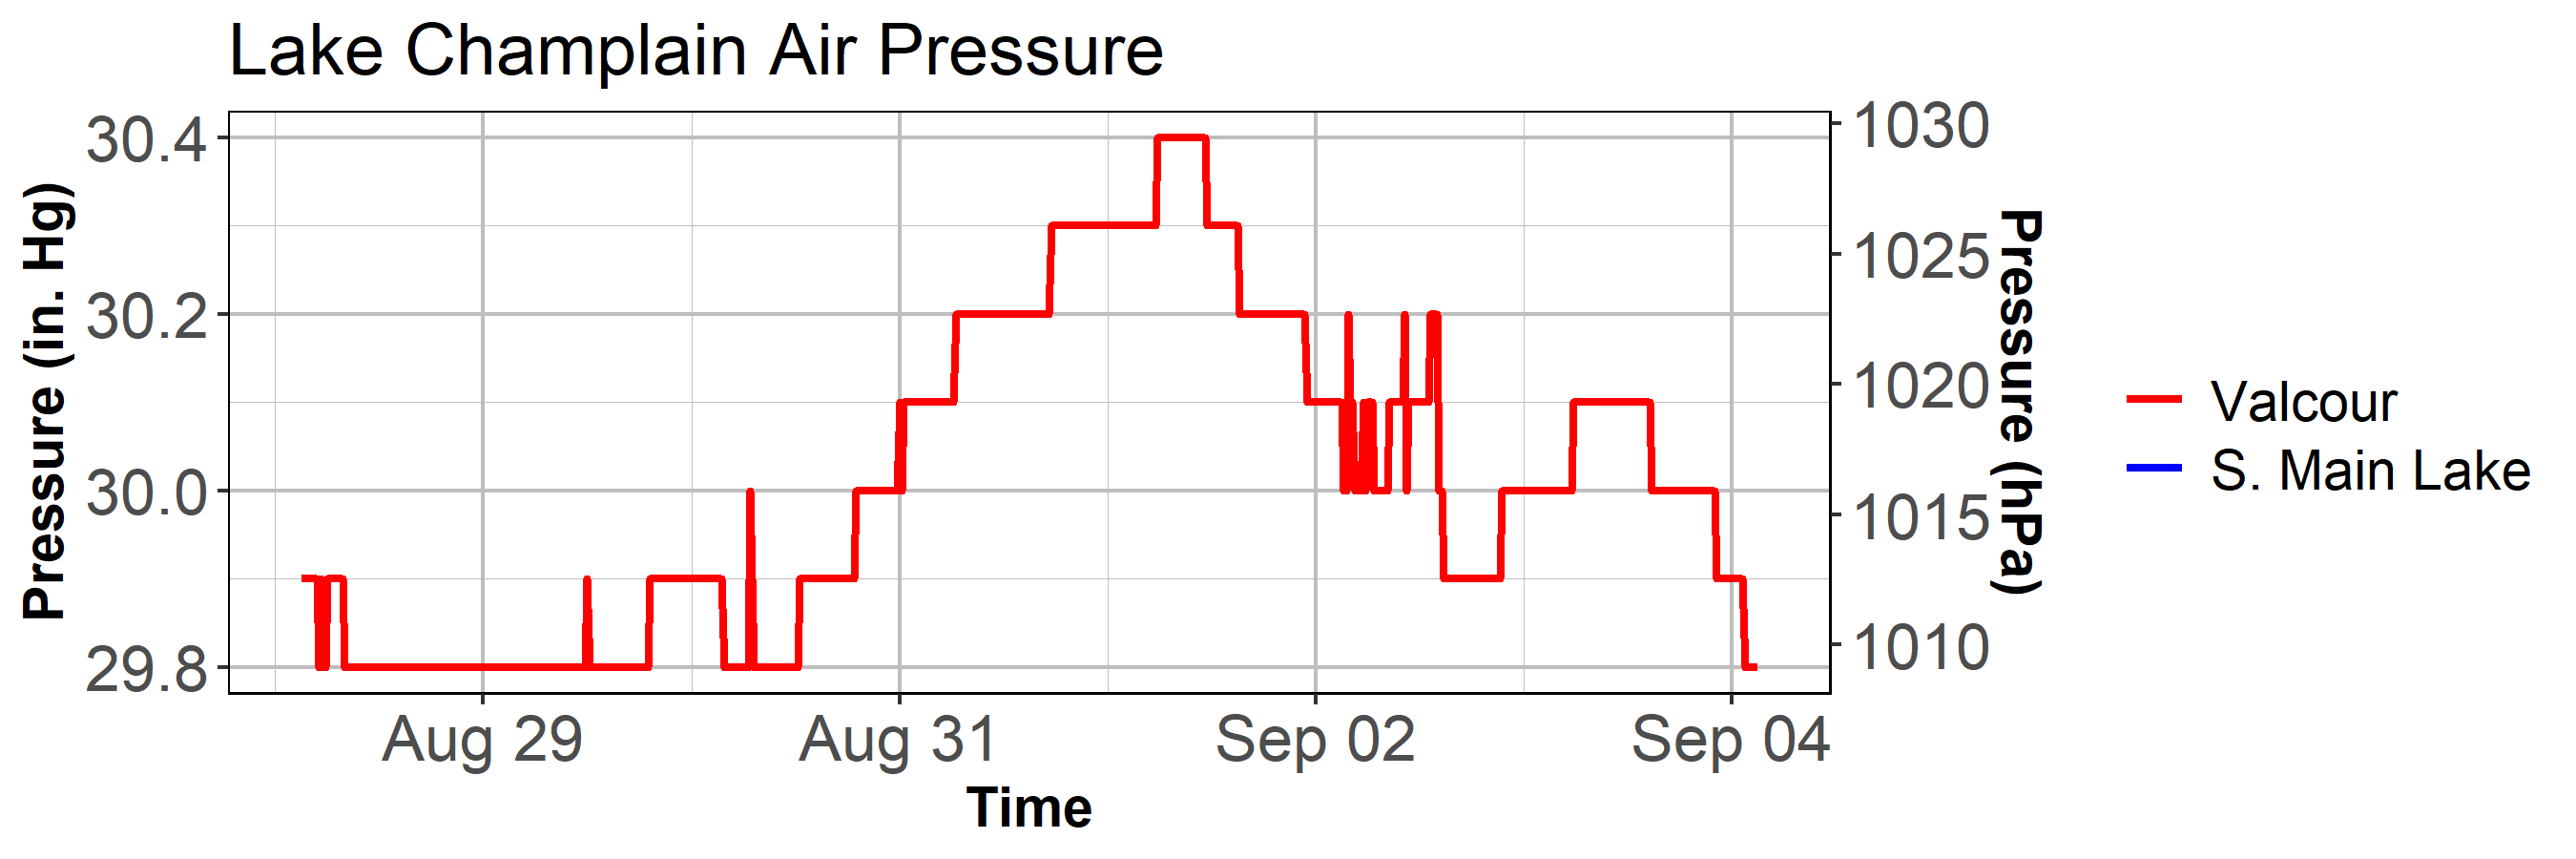 Lake Champlain Air Pressure
30.4
30.2
30.0
29.8
Pressure (in. Hg)
1030
1025
1020
1015
1010
Pressure (hPa)
Aug 29
Aug 31
Sep 02
Sep 04
Time
Valcour
S. Main Lake